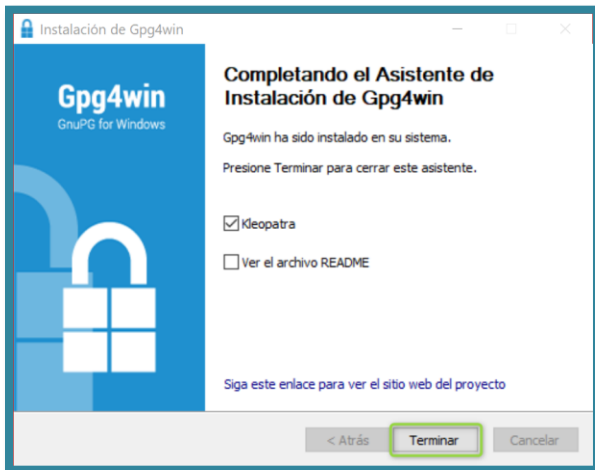 Instalación de Gpg4win
Gpg4win
GnuPG for Windows
Completando el Asistente de
Instalación de Gpg4win
Gpg4win ha sido instalado en su sistema.
Presione Terminar para cerrar este asistente.
Kleopatra
Ver el archivo README
Siga este enlace para ver el sitio web del proyecto
< Atrás
Terminar
Cancelar